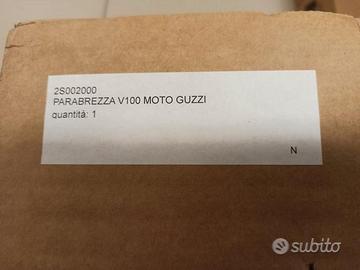 2S002000
PARABREZZA V100 MOTO GUZZI
quantità: 1
N
subito